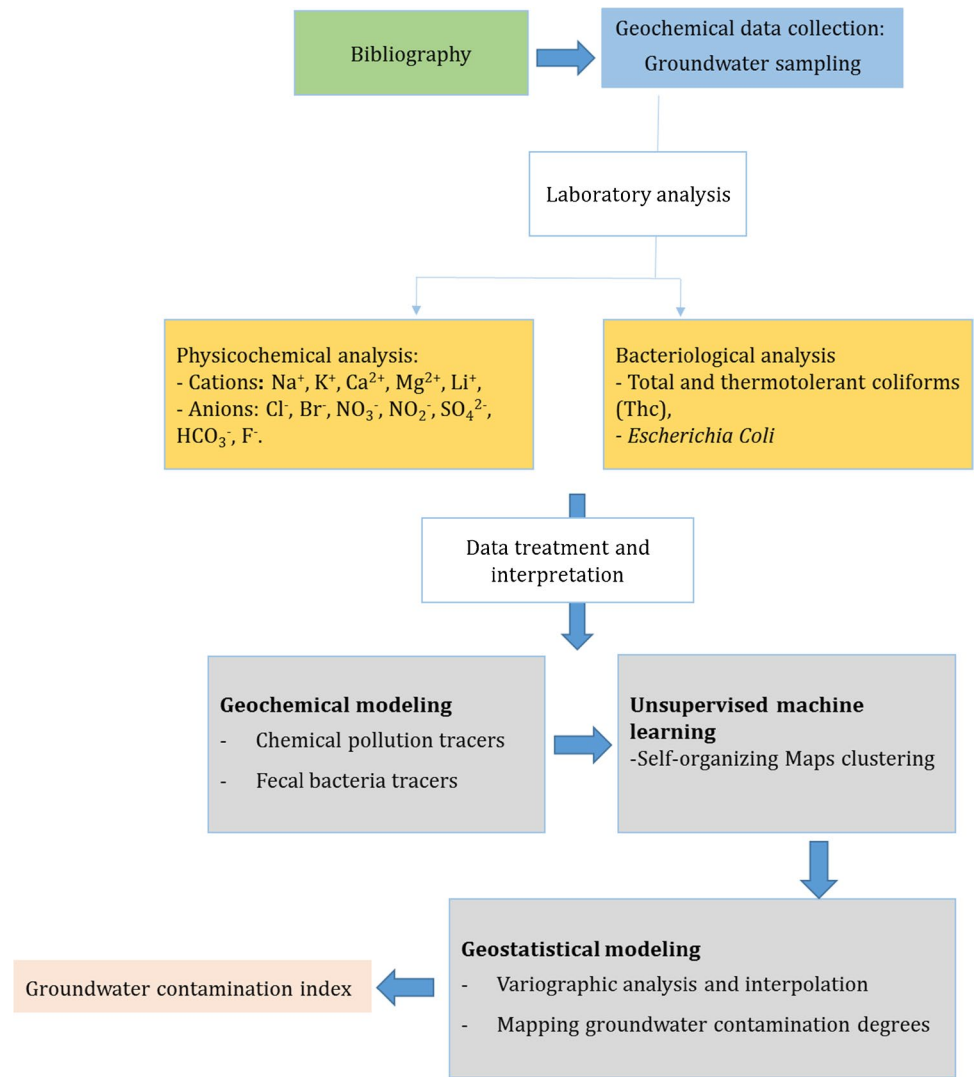 Bibliography
Geochemical data collection:
Groundwater sampling
Laboratory analysis
Physicochemical analysis:
- Cations: Na⁺, K⁺, Ca²⁺, Mg²⁺, Li⁺,
- Anions: Cl⁻, Br⁻, NO₃⁻, NO₂⁻, SO₄²⁻,
HCO₃⁻, F⁻.
Bacteriological analysis
- Total and thermotolerant coliforms
(Thc),
- Escherichia Coli
Data treatment and
interpretation
Geochemical modeling
- Chemical pollution tracers
- Fecal bacteria tracers
Unsupervised machine
learning
-Self-organizing Maps clustering
Geostatistical modeling
- Variographic analysis and interpolation
- Mapping groundwater contamination degrees
Groundwater contamination index